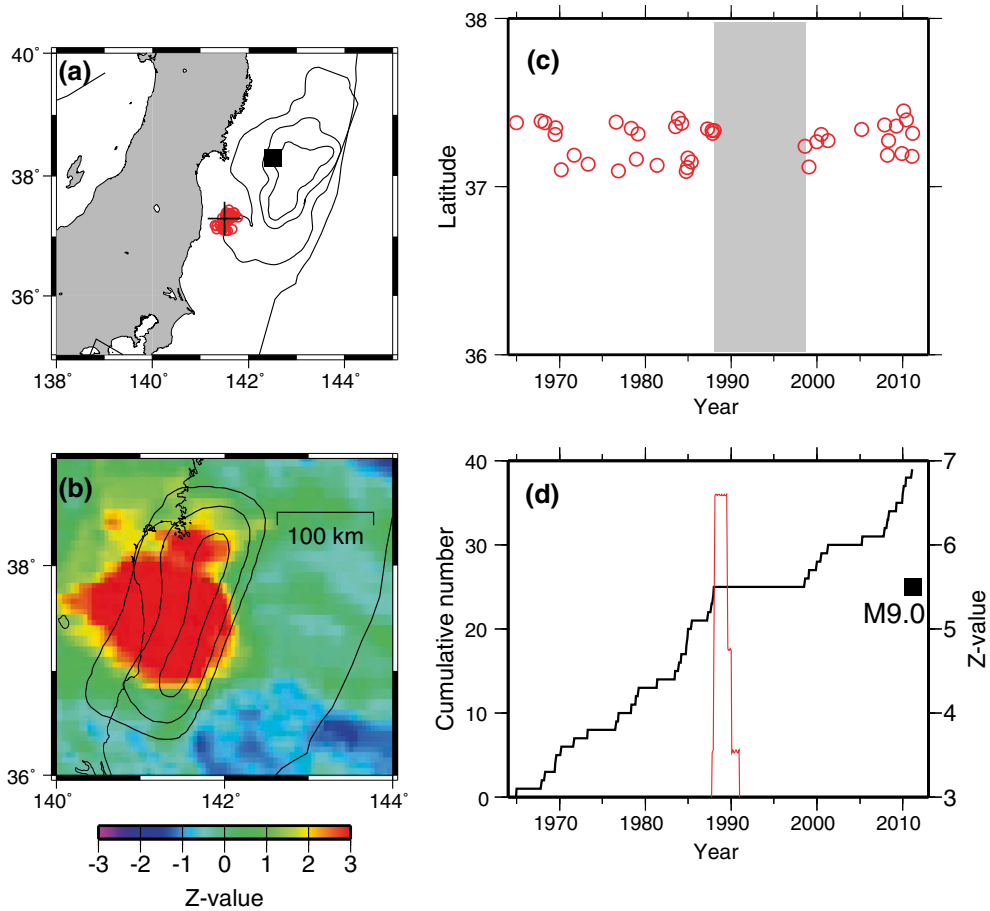 (a)
40°
38°
36°
138° 140° 142° 144°
(c)
38
37
36
Latitude
1970 1980 1990 2000 2010
Year
(b)
100 km
38°
36°
140° 142° 144°
-3 -2 -1 0 1 2 3
Z-value
(d)
40
30
20
10
0
Cumulative number
7
6
5
4
3
Z-value
M9.0
1970 1980 1990 2000 2010
Year